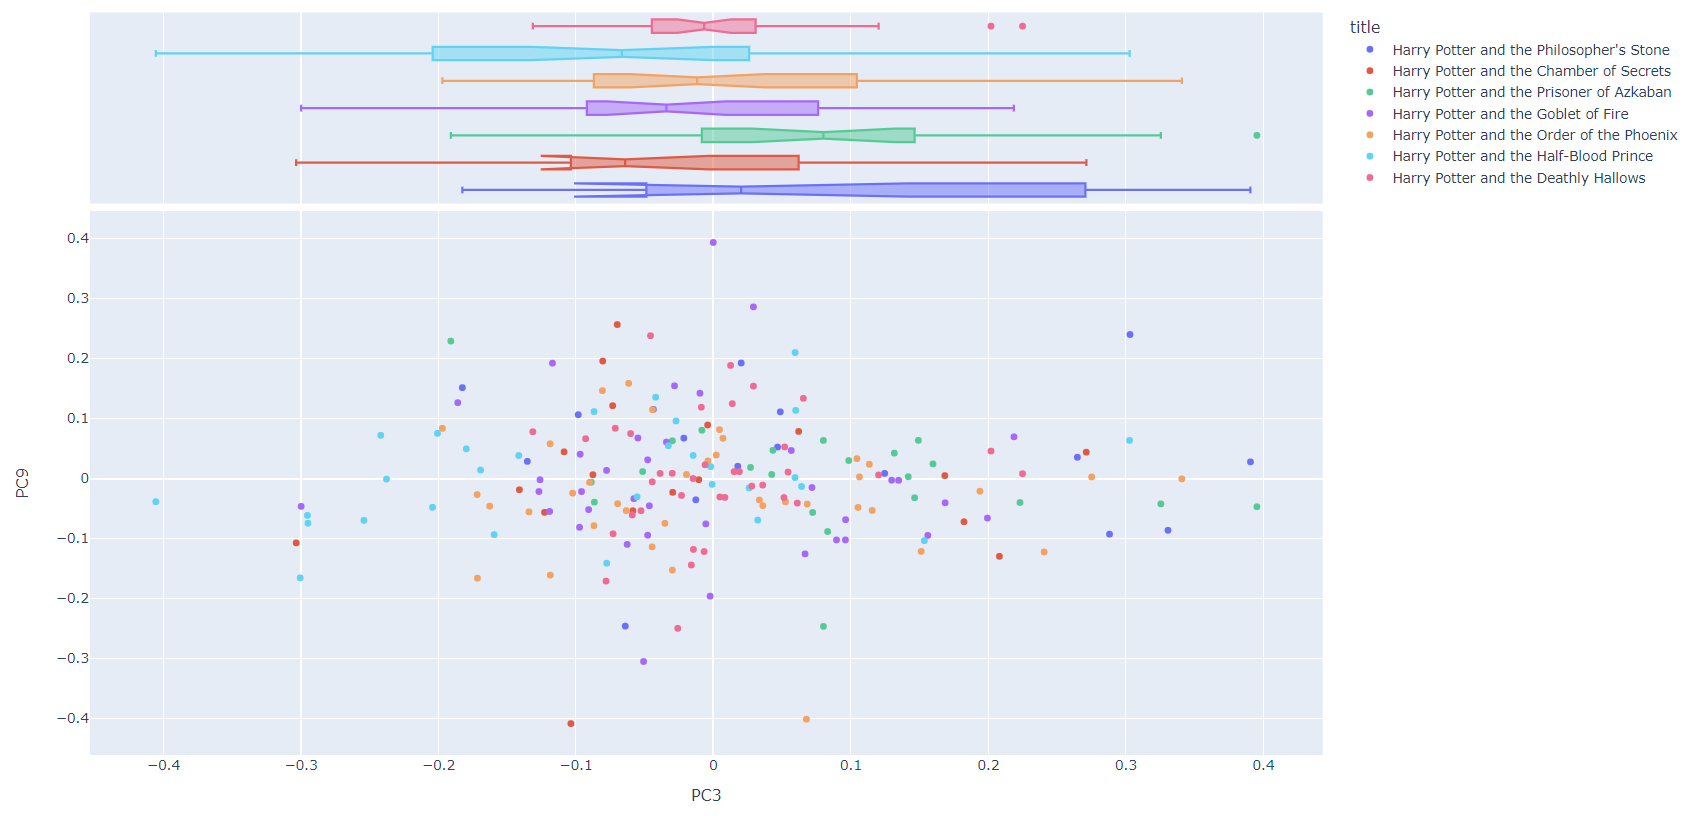 title
Harry Potter and the Philosopher's Stone
Harry Potter and the Chamber of Secrets
Harry Potter and the Prisoner of Azkaban
Harry Potter and the Goblet of Fire
Harry Potter and the Order of the Phoenix
Harry Potter and the Half-Blood Prince
Harry Potter and the Deathly Hallows
0.4
0.3
0.2
0.1
0
−0.1
−0.2
−0.3
−0.4
PC9
−0.4 −0.3 −0.2 −0.1 0 0.1 0.2 0.3 0.4
PC3